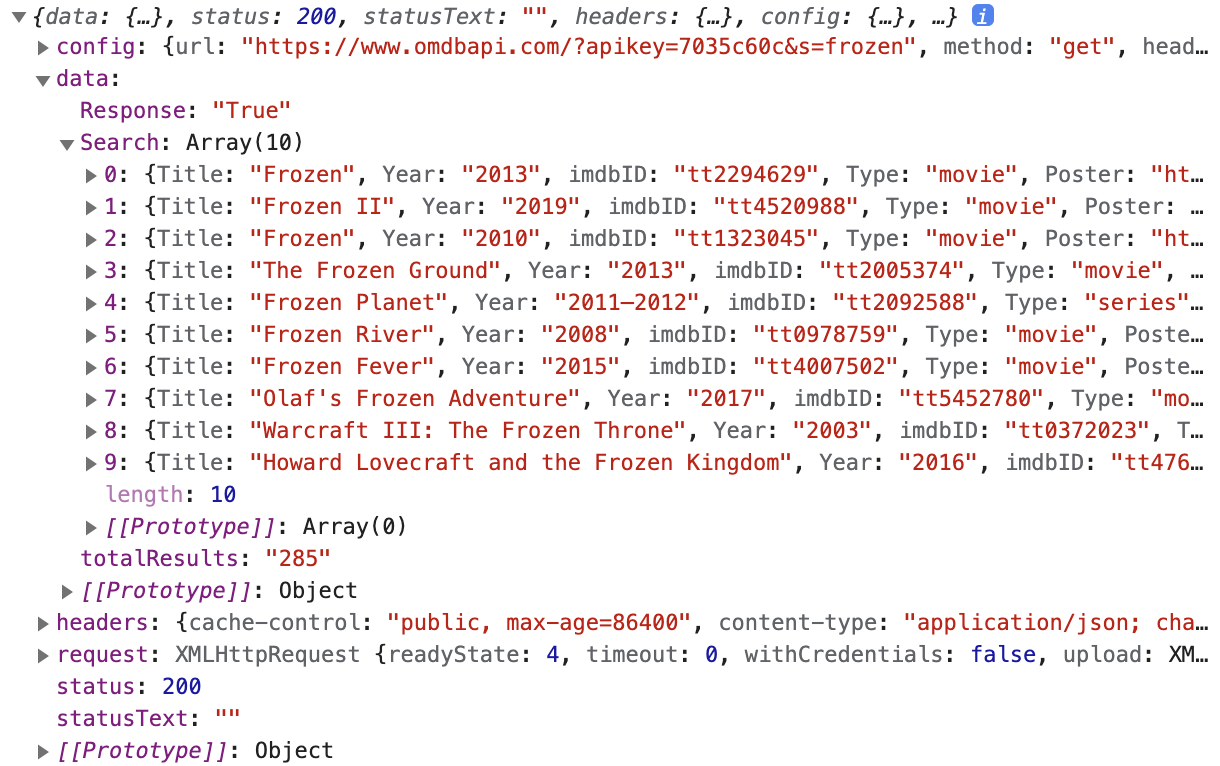 ▼{data: {…}, status: 200, statusText: "", headers: {…}, config: {…}, …} i
▶config: {url: "https://www.omdbapi.com/?apikey=7035c60c&s=frozen", method: "get", head…
▼data:
Response: "True"
▼Search: Array(10)
▶0: {Title: "Frozen", Year: "2013", imdbID: "tt2294629", Type: "movie", Poster: "ht…
▶1: {Title: "Frozen II", Year: "2019", imdbID: "tt4520988", Type: "movie", Poster: …
▶2: {Title: "Frozen", Year: "2010", imdbID: "tt1323045", Type: "movie", Poster: "ht…
▶3: {Title: "The Frozen Ground", Year: "2013", imdbID: "tt2005374", Type: "movie", …
▶4: {Title: "Frozen Planet", Year: "2011–2012", imdbID: "tt2092588", Type: "series"…
▶5: {Title: "Frozen River", Year: "2008", imdbID: "tt0978759", Type: "movie", Poste…
▶6: {Title: "Frozen Fever", Year: "2015", imdbID: "tt4007502", Type: "movie", Poste…
▶7: {Title: "Olaf's Frozen Adventure", Year: "2017", imdbID: "tt5452780", Type: "mo…
▶8: {Title: "Warcraft III: The Frozen Throne", Year: "2003", imdbID: "tt0372023", T…
▶9: {Title: "Howard Lovecraft and the Frozen Kingdom", Year: "2016", imdbID: "tt476…
length: 10
▶[[Prototype]]: Array(0)
totalResults: "285"
▶[[Prototype]]: Object
▶headers: {cache-control: "public, max-age=86400", content-type: "application/json; cha…
▶request: XMLHttpRequest {readyState: 4, timeout: 0, withCredentials: false, upload: XM…
status: 200
statusText: ""
▶[[Prototype]]: Object